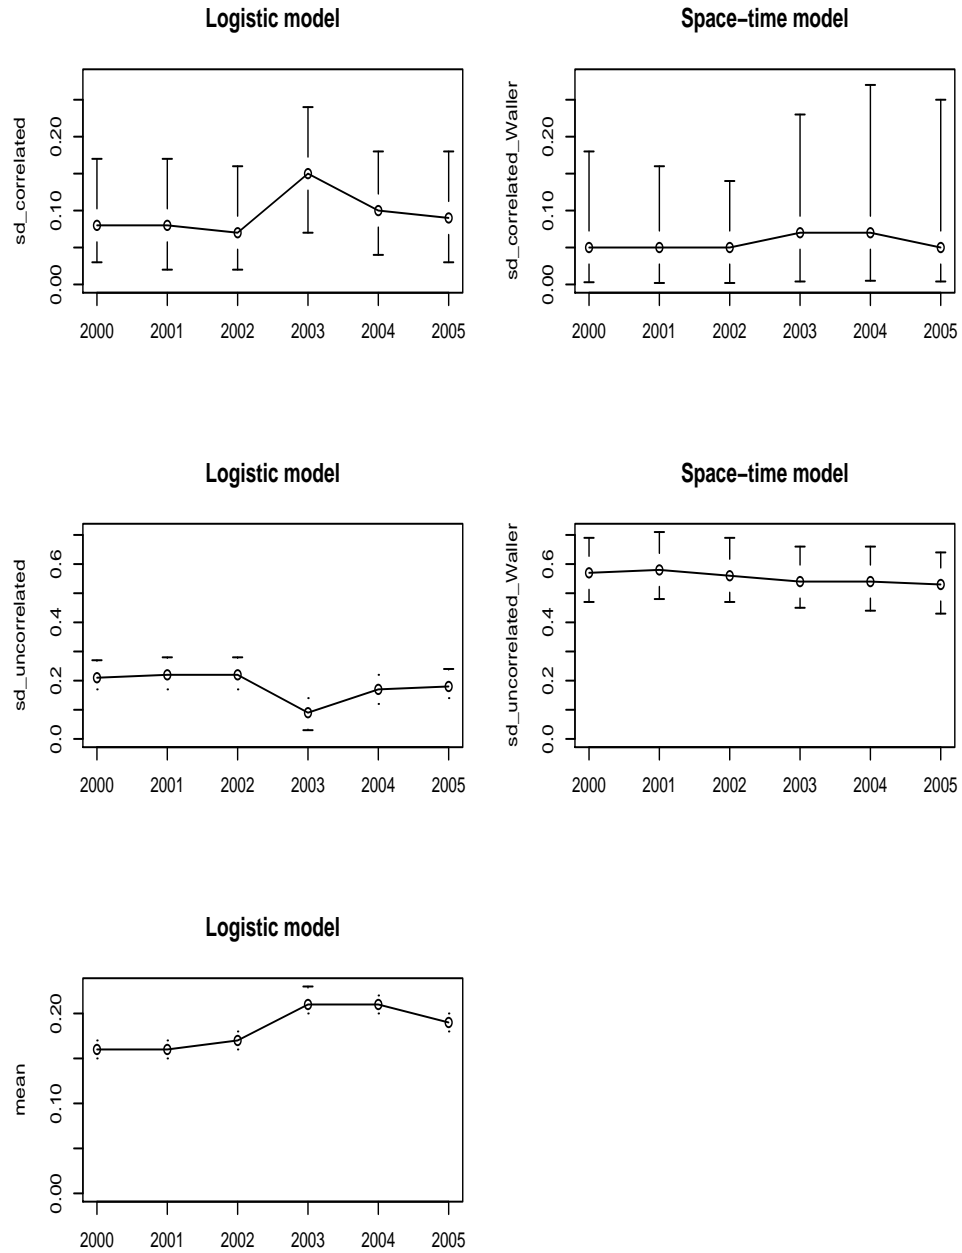 Logistic model
sd_correlated
0.00 0.10 0.20
2000 2001 2002 2003 2004 2005
Space-time model
sd_correlated_Waller
0.00 0.10 0.20
2000 2001 2002 2003 2004 2005
Logistic model
sd_uncorrelated
0.0 0.2 0.4 0.6
2000 2001 2002 2003 2004 2005
Space-time model
sd_uncorrelated_Waller
0.0 0.2 0.4 0.6
2000 2001 2002 2003 2004 2005
Logistic model
mean
0.00 0.10 0.20
2000 2001 2002 2003 2004 2005